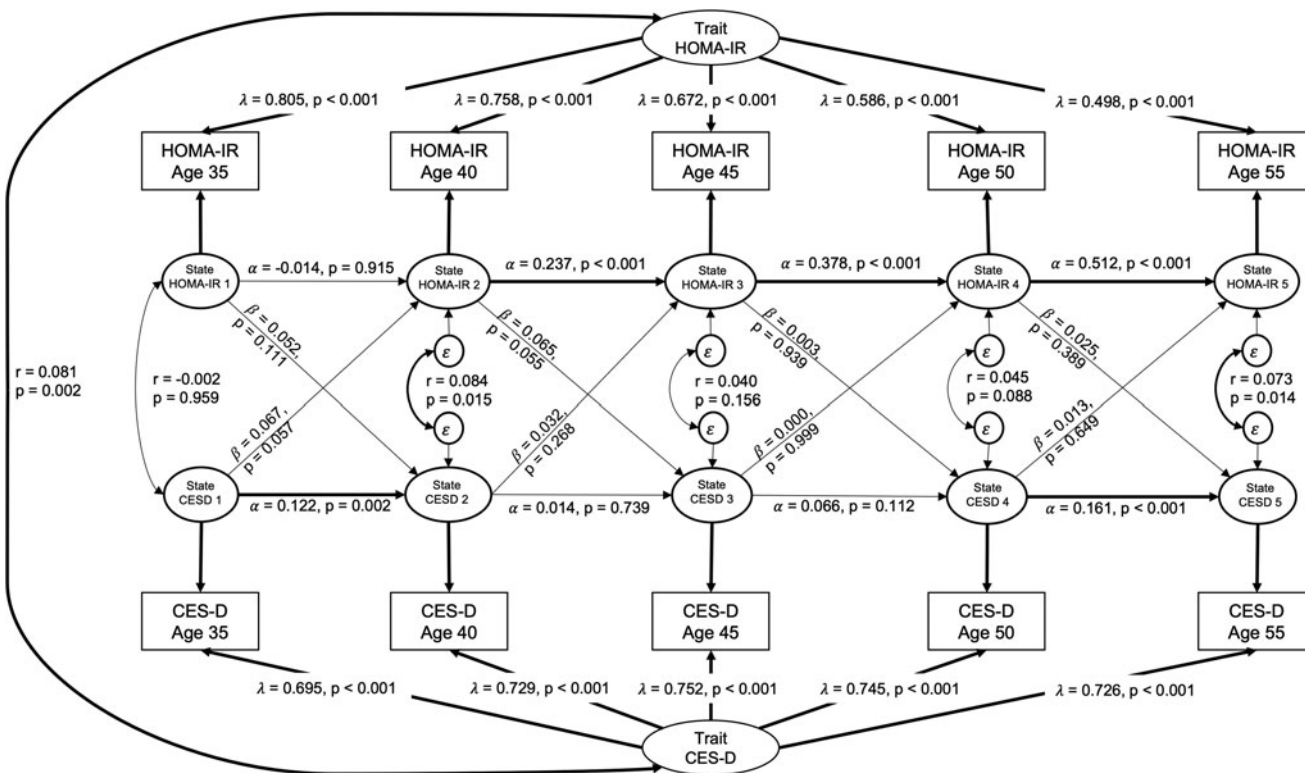 Trait
HOMA-IR
λ = 0.805, p < 0.001
λ = 0.758, p < 0.001
λ = 0.672, p < 0.001
λ = 0.586, p < 0.001
λ = 0.498, p < 0.001
HOMA-IR
Age 35
HOMA-IR
Age 40
HOMA-IR
Age 45
HOMA-IR
Age 50
HOMA-IR
Age 55
State
HOMA-IR 1
α = -0.014, p = 0.915
State
HOMA-IR 2
α = 0.237, p < 0.001
State
HOMA-IR 3
α = 0.378, p < 0.001
State
HOMA-IR 4
α = 0.512, p < 0.001
State
HOMA-IR 5
β = 0.052,
p = 0.111
β = 0.065,
p = 0.055
β = 0.003,
p = 0.939
β = 0.025,
p = 0.389
r = 0.081
p = 0.002
r = -0.002
p = 0.959
ε
r = 0.084
p = 0.015
ε
ε
r = 0.040
p = 0.156
ε
ε
r = 0.045
p = 0.088
ε
ε
r = 0.073
p = 0.014
ε
β = 0.067,
p = 0.057
β = 0.032,
p = 0.268
β = 0.000,
p = 0.999
β = 0.013,
p = 0.649
State
CESD 1
α = 0.122, p = 0.002
State
CESD 2
α = 0.014, p = 0.739
State
CESD 3
α = 0.066, p = 0.112
State
CESD 4
α = 0.161, p < 0.001
State
CESD 5
CES-D
Age 35
CES-D
Age 40
CES-D
Age 45
CES-D
Age 50
CES-D
Age 55
λ = 0.695, p < 0.001
λ = 0.729, p < 0.001
λ = 0.752, p < 0.001
λ = 0.745, p < 0.001
λ = 0.726, p < 0.001
Trait
CES-D